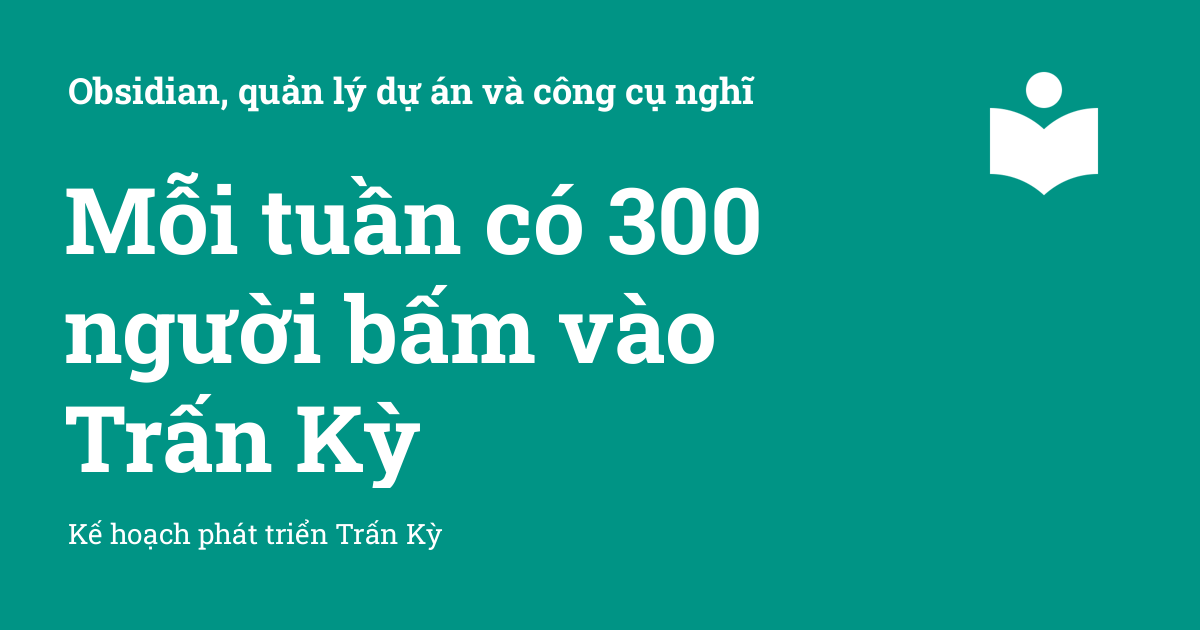 Obsidian, quản lý dự án và công cụ nghĩ
Mỗi tuần có 300
người bấm vào
Trấn Kỳ
Kế hoạch phát triển Trấn Kỳ